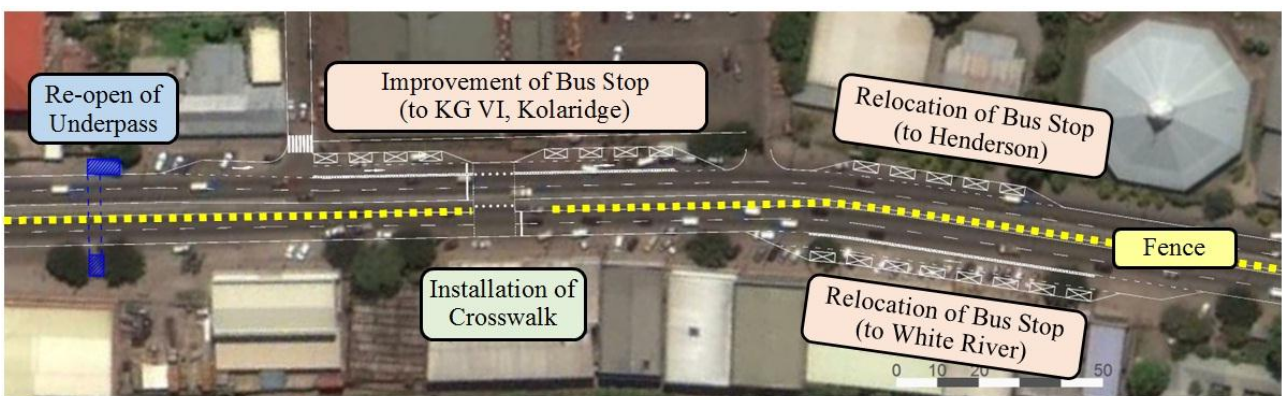 Re-open of
Underpass
Improvement of Bus Stop
(to KG VI, Kolaridge)
Relocation of Bus Stop
(to Henderson)
Fence
Installation of
Crosswalk
Relocation of Bus Stop
(to White River)
0 10 20 50